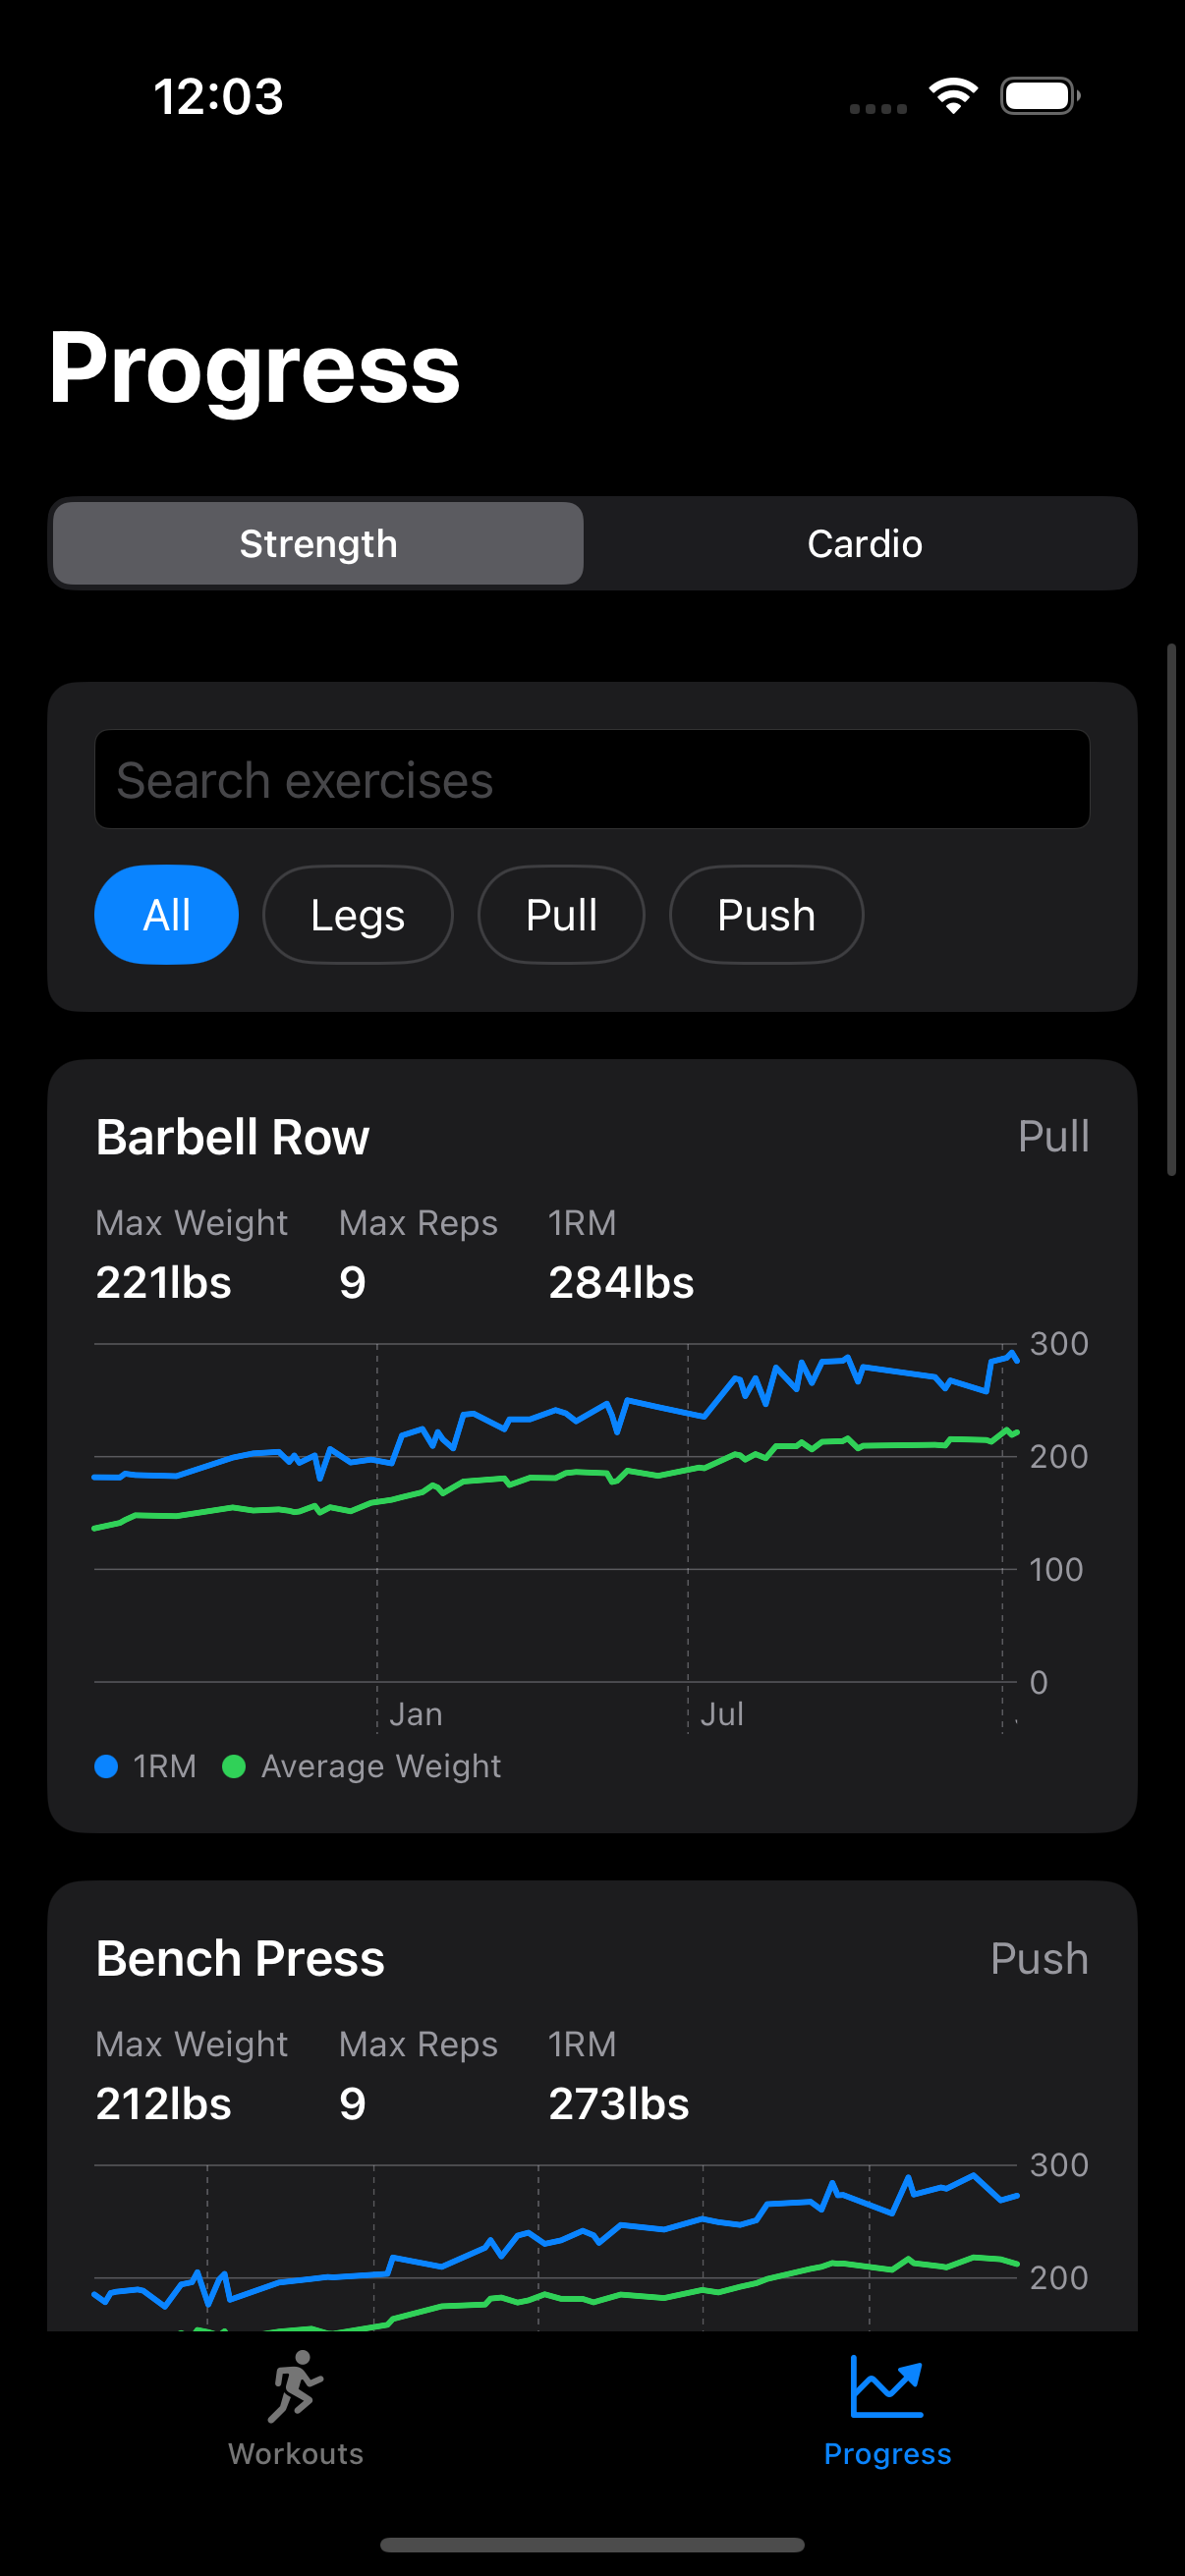 12:03
Progress
Strength Cardio
Search exercises
All Legs Pull Push
Barbell Row Pull
Max Weight Max Reps 1RM
221lbs 9 284lbs
300
200
100
0
Jan Jul
1RM Average Weight
Bench Press Push
Max Weight Max Reps 1RM
212lbs 9 273lbs
300
200
Workouts Progress